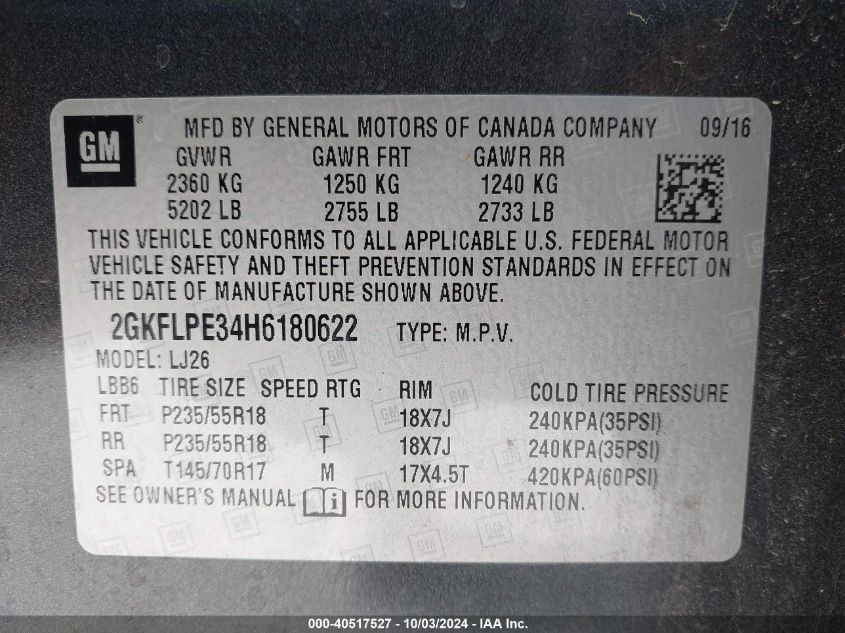 GM ® MFD BY GENERAL MOTORS OF CANADA COMPANY 09/16
GVWR GAWR FRT GAWR RR
2360 KG 1250 KG 1240 KG
5202 LB 2755 LB 2733 LB
THIS VEHICLE CONFORMS TO ALL APPLICABLE U.S. FEDERAL MOTOR
VEHICLE SAFETY AND THEFT PREVENTION STANDARDS IN EFFECT ON
THE DATE OF MANUFACTURE SHOWN ABOVE.
2GKFLPE34H6180622 TYPE: M.P.V.
MODEL: LJ26
LBB6 TIRE SIZE SPEED RTG RIM COLD TIRE PRESSURE
FRT P235/55R18 T 18X7J 240KPA(35PSI)
RR P235/55R18 T 18X7J 240KPA(35PSI)
SPA T145/70R17 M 17X4.5T 420KPA(60PSI)
SEE OWNER'S MANUAL i FOR MORE INFORMATION.
000-40517527 - 10/03/2024 - IAA Inc.